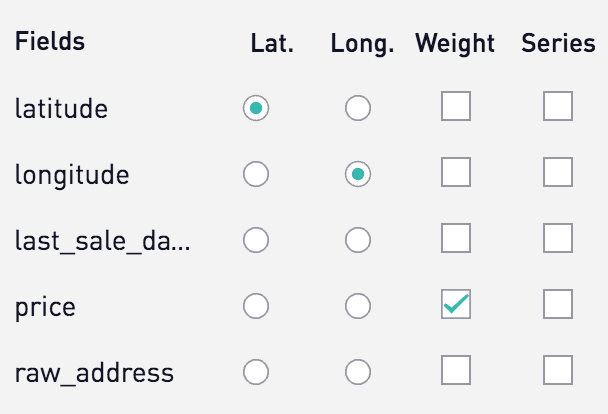 Fields Lat. Long. Weight Series
latitude
longitude
last_sale_da...
price
raw_address